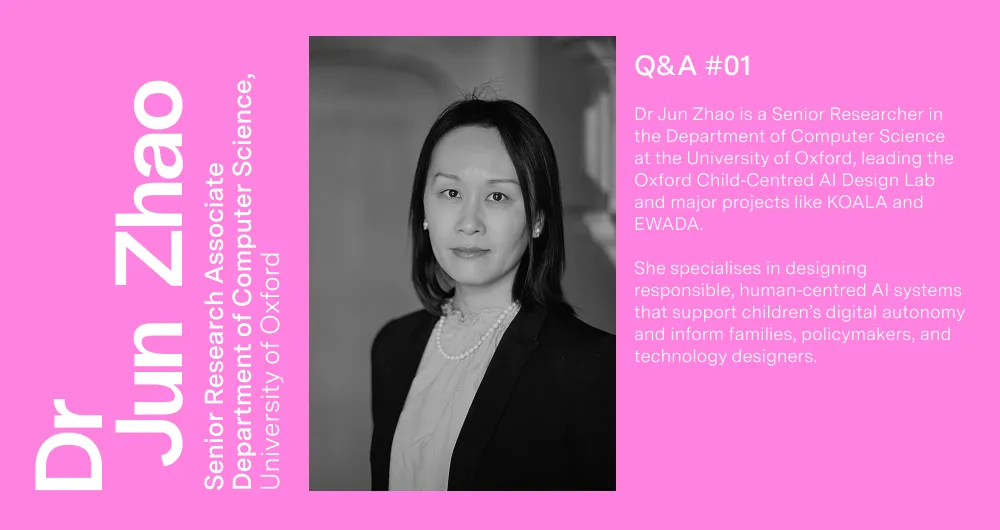 Dr
Jun Zhao
Senior Research Associate
Department of Computer Science,
University of Oxford
Q&A #01
Dr Jun Zhao is a Senior Researcher in
the Department of Computer Science
at the University of Oxford, leading the
Oxford Child-Centred AI Design Lab
and major projects like KOALA and
EWADA.
She specialises in designing
responsible, human-centred AI systems
that support children’s digital autonomy
and inform families, policymakers, and
technology designers.